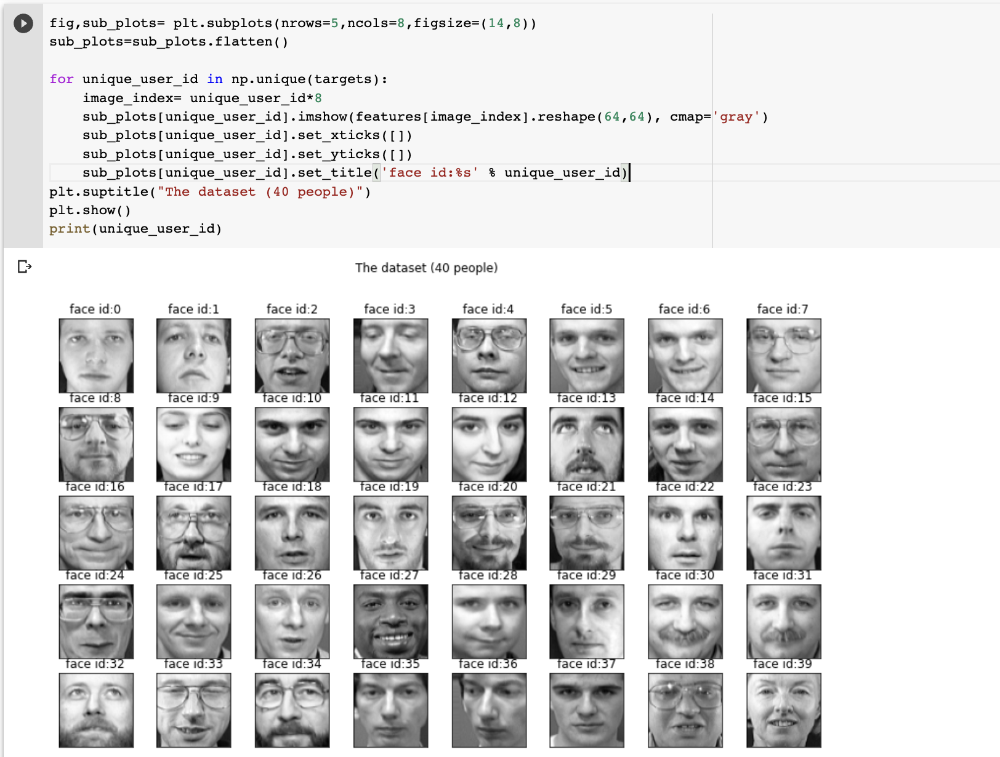 fig,sub_plots= plt.subplots(nrows=5,ncols=8,figsize=(14,8))
sub_plots=sub_plots.flatten()
for unique_user_id in np.unique(targets):
    image_index= unique_user_id*8
    sub_plots[unique_user_id].imshow(features[image_index].reshape(64,64), cmap='gray')
    sub_plots[unique_user_id].set_xticks([])
    sub_plots[unique_user_id].set_yticks([])
    sub_plots[unique_user_id].set_title('face id:%s' % unique_user_id)
plt.suptitle("The dataset (40 people)")
plt.show()
print(unique_user_id)
The dataset (40 people)
face id:0 face id:1 face id:2 face id:3 face id:4 face id:5 face id:6 face id:7
face id:8 face id:9 face id:10 face id:11 face id:12 face id:13 face id:14 face id:15
face id:16 face id:17 face id:18 face id:19 face id:20 face id:21 face id:22 face id:23
face id:24 face id:25 face id:26 face id:27 face id:28 face id:29 face id:30 face id:31
face id:32 face id:33 face id:34 face id:35 face id:36 face id:37 face id:38 face id:39